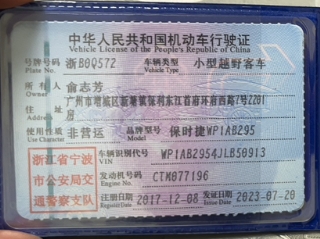 中华人民共和国机动车行驶证
Vehicle License of the People's Republic of China
号牌号码 浙B0Q572 车辆类型 小型越野客车
Plate No. Vehicle Type
所有人 俞志芳
Owner
住址 广州市增城区新塘镇保利东江首府环府西路7号2201
Address 房
使用性质 非营运 品牌型号 保时捷WP1AB295
Use Character Model
浙江省宁波市公安局交通警察支队
车辆识别代号 WP1AB2954JLB50913
VIN
发动机号码 CTM077196
Engine No.
注册日期 2017-12-08 发证日期 2023-07-20
Register Date Issue Date